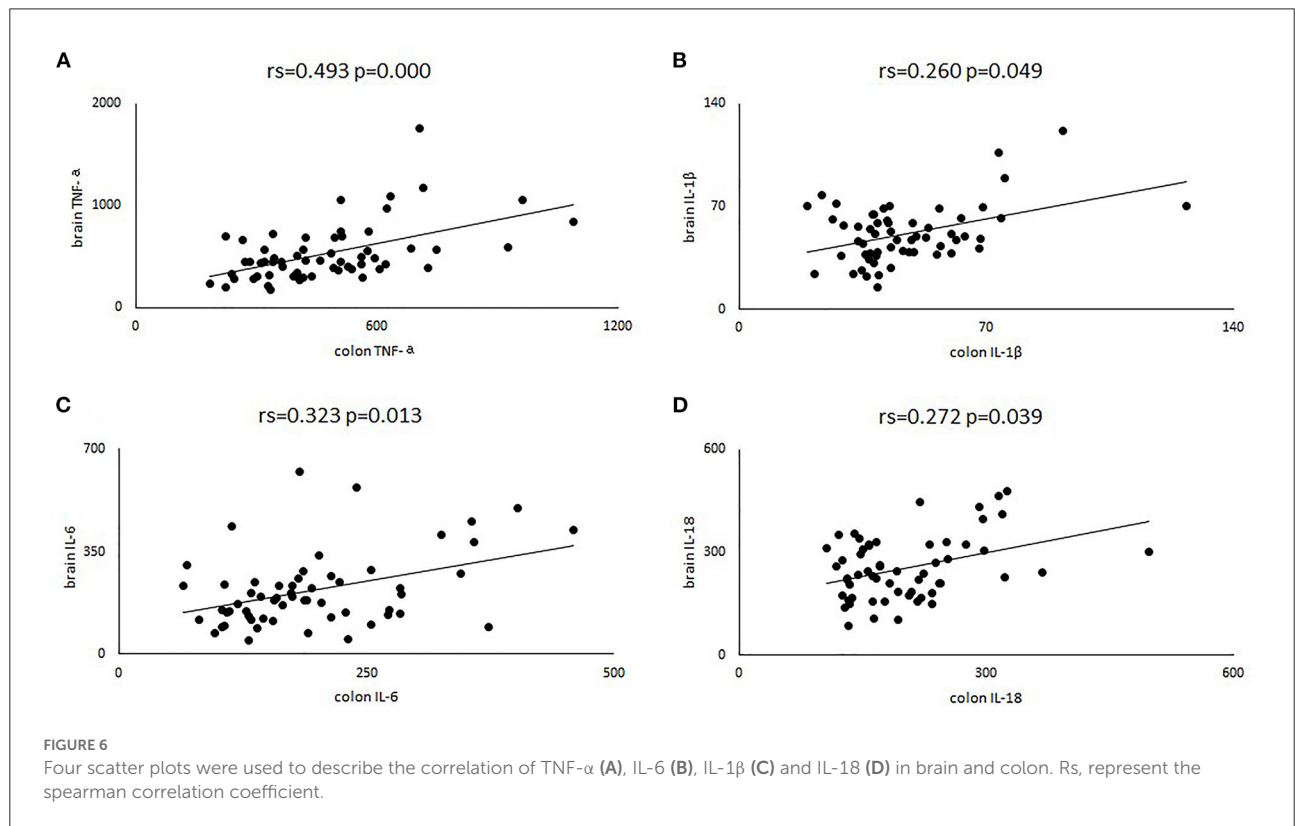 A
rs=0.493 p=0.000
2000
1000
0
brain TNF- a
0 600 1200
colon TNF- a
B
rs=0.260 p=0.049
140
70
0
brain IL-1β
0 70 140
colon IL-1β
C
rs=0.323 p=0.013
700
350
0
brain IL-6
0 250 500
colon IL-6
D
rs=0.272 p=0.039
600
300
0
brain IL-18
0 300 600
colon IL-18
FIGURE 6
Four scatter plots were used to describe the correlation of TNF-α (A), IL-6 (B), IL-1β (C) and IL-18 (D) in brain and colon. Rs, represent the
spearman correlation coefficient.